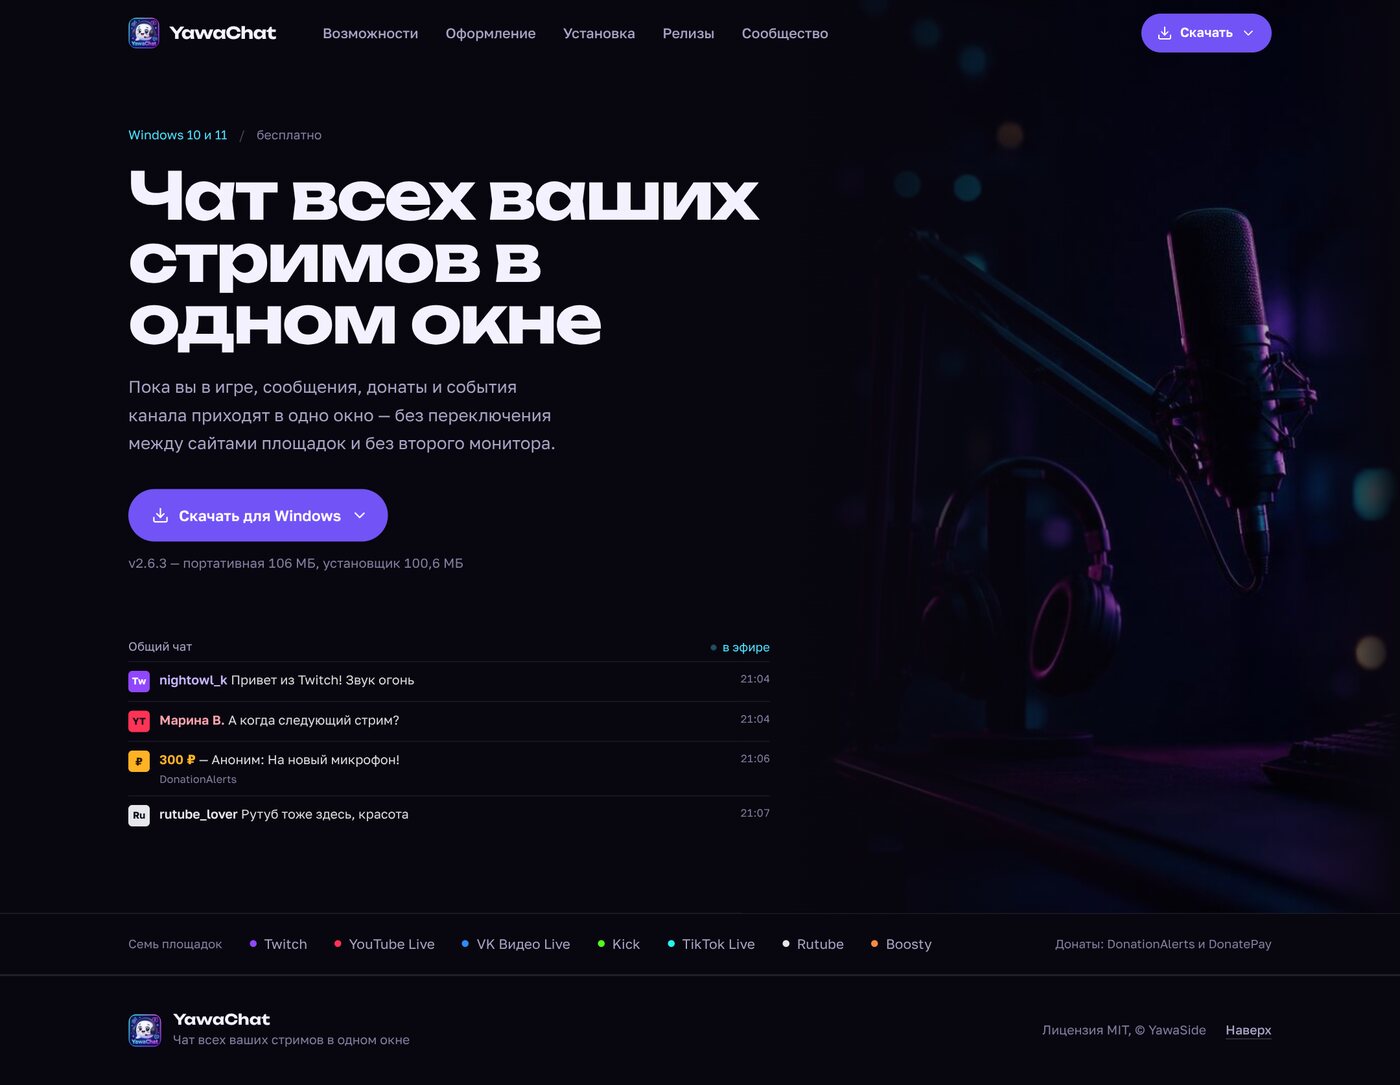 YawaChat
Возможности
Оформление
Установка
Релизы
Сообщество
Скачать
Windows 10 и 11 / бесплатно
Чат всех ваших
стримов в
одном окне
Пока вы в игре, сообщения, донаты и события
канала приходят в одно окно — без переключения
между сайтами площадок и без второго монитора.
Скачать для Windows
v2.6.3 — портативная 106 МБ, установщик 100,6 МБ
Общий чат
в эфире
Tw nightowl_k Привет из Twitch! Звук огонь 21:04
YT Марина В. А когда следующий стрим? 21:04
₽ 300 ₽ — Аноним: На новый микрофон! 21:06
DonationAlerts
Ru rutube_lover Рутуб тоже здесь, красота 21:07
Семь площадок
Twitch
YouTube Live
VK Видео Live
Kick
TikTok Live
Rutube
Boosty
Донаты: DonationAlerts и DonatePay
YawaChat
YawaChat
Чат всех ваших стримов в одном окне
Лицензия MIT, © YawaSide
Наверх